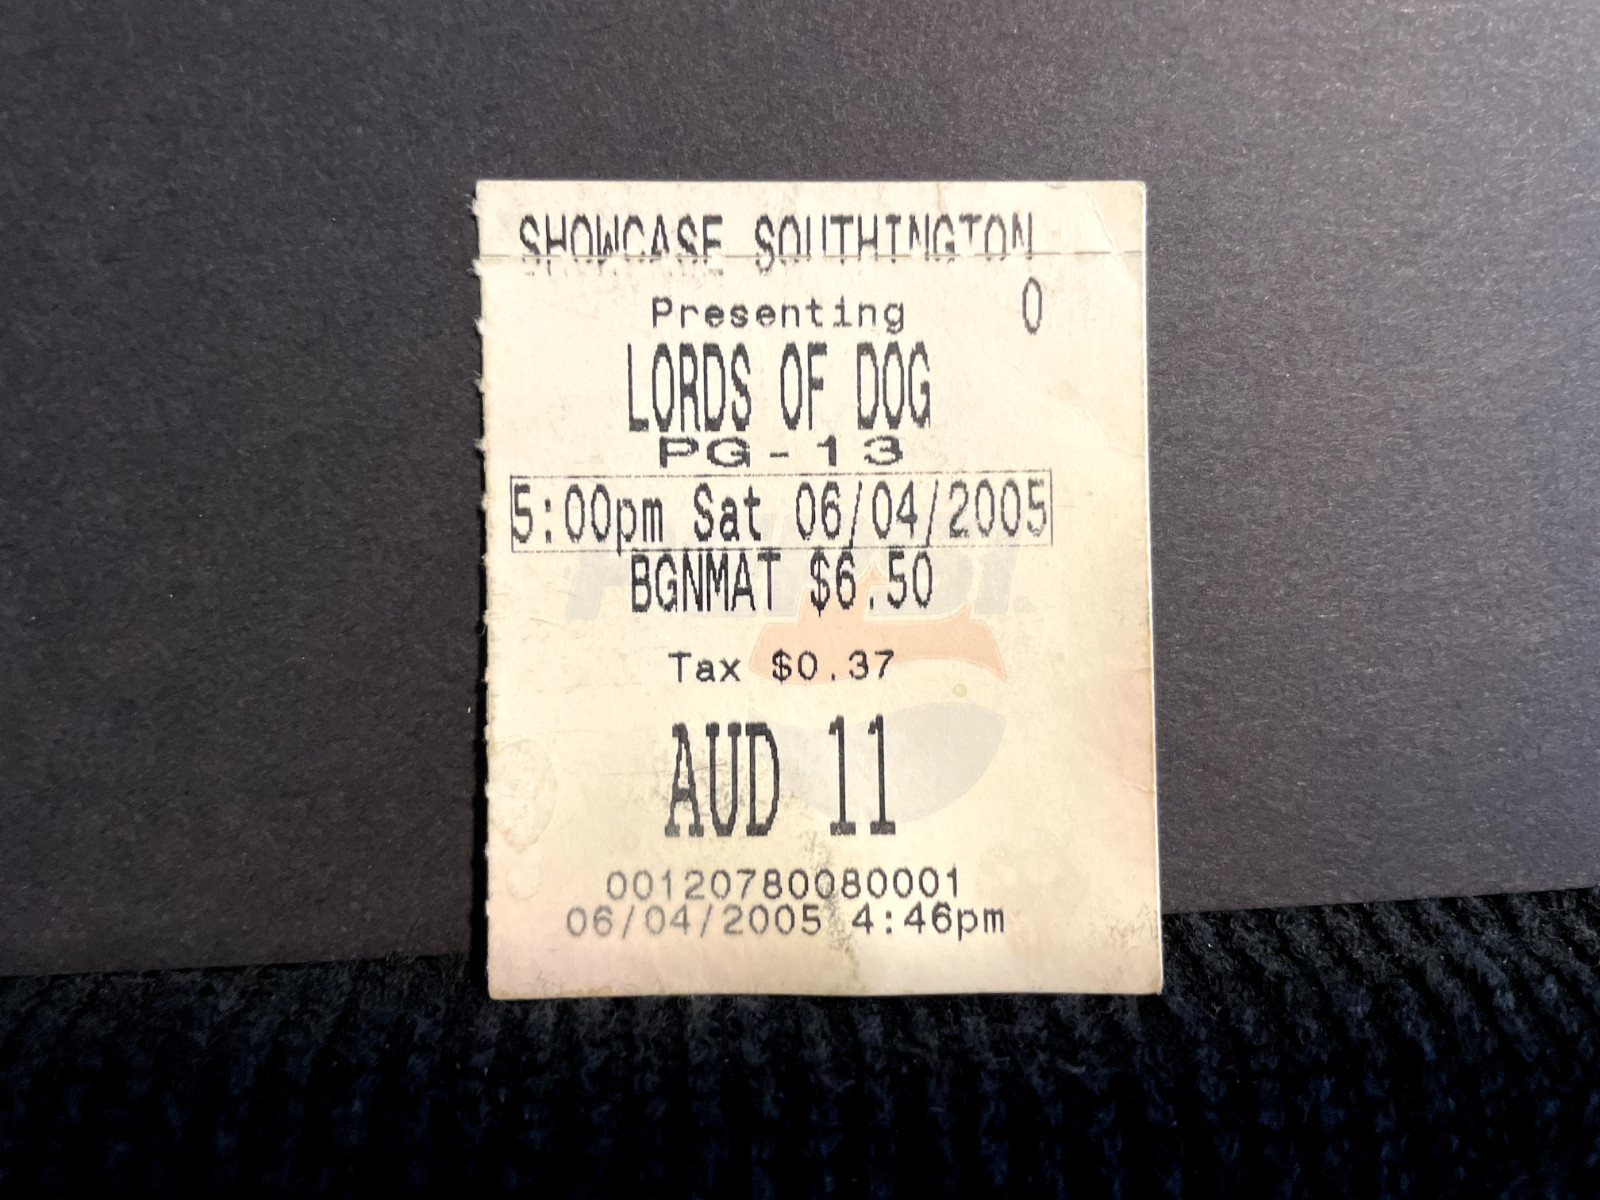 SHOWCASE SOUTHINGTON
0
Presenting
LORDS OF DOG
PG-13
5:00pm Sat 06/04/2005
BGNMAT $6.50
Tax $0.37
AUD 11
00120780080001
06/04/2005 4:46pm